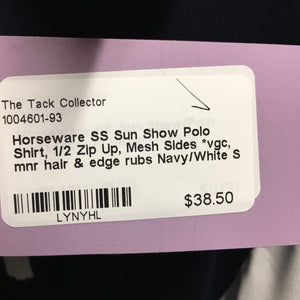 The Tack Collector
1004601-93
Horseware SS Sun Show Polo
Shirt, 1/2 Zip Up, Mesh Sides *vgc,
mnr hair & edge rubs Navy/White S
LYNYHL
$38.50